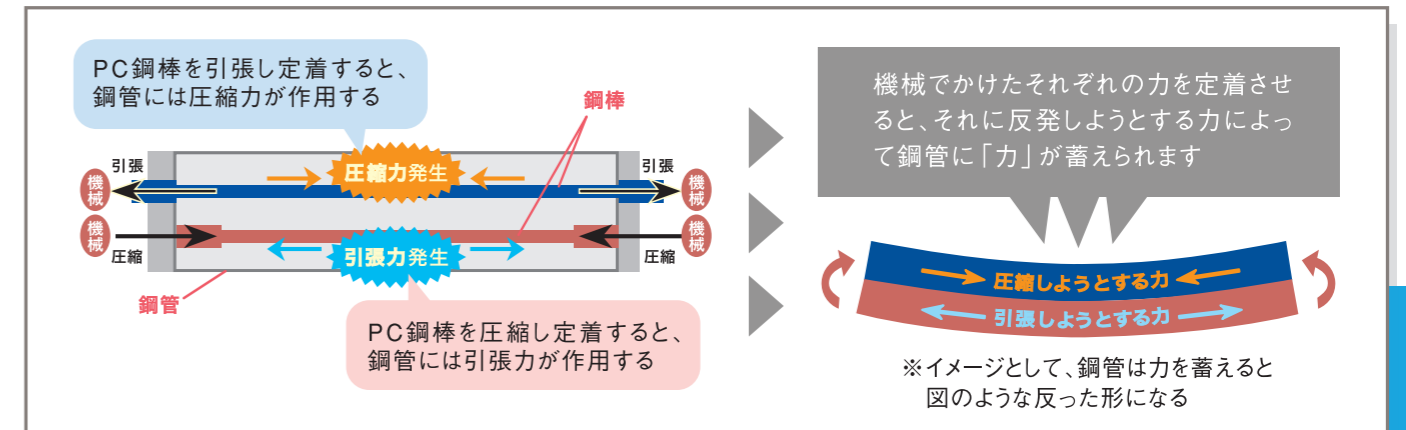 PC鋼棒を引張し定着すると、
鋼管には圧縮力が作用する
鋼棒
引張
機械
圧縮力発生
引張
機械
機械
圧縮
引張力発生
圧縮
機械
鋼管
PC鋼棒を圧縮し定着すると、
鋼管には引張力が作用する
機械でかけたそれぞれの力を定着させ
ると、それに反発しようとする力によっ
て鋼管に「力」が蓄えられます
圧縮しようとする力
引張しようとする力
※イメージとして、鋼管は力を蓄えると
図のような反った形になる